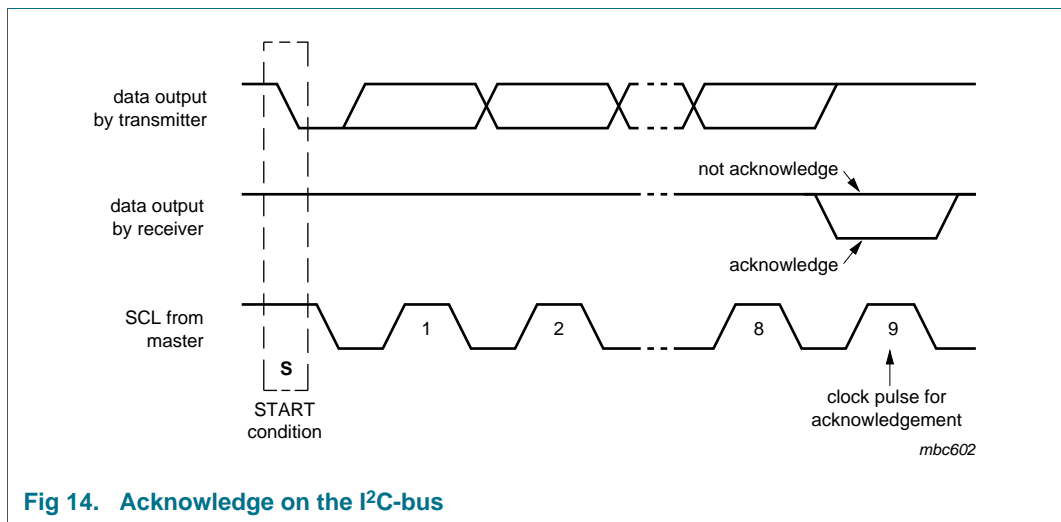 data output
by transmitter
not acknowledge
data output
by receiver
acknowledge
SCL from
master
1
2
8
9
S
START
condition
clock pulse for
acknowledgement
mbc602
Fig 14. Acknowledge on the I²C-bus